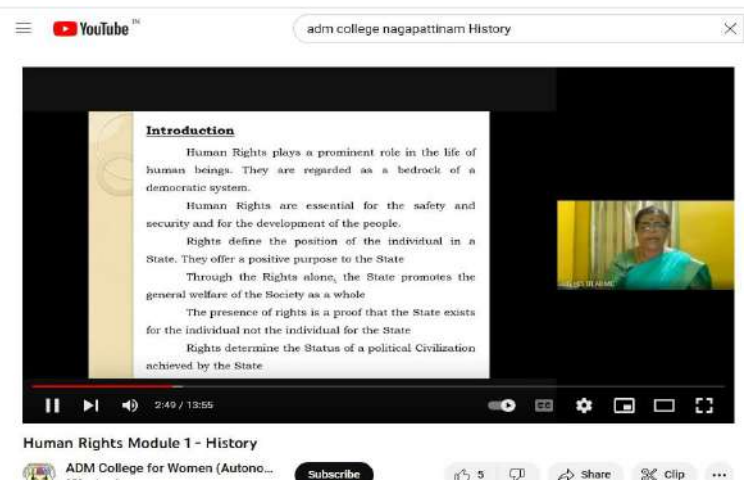 YouTube IN
adm college nagapattinam History
Introduction
Human Rights plays a prominent role in the life of
human beings. They are regarded as a bedrock of a
democratic system.
Human Rights are essential for the safety and
security and for the development of the people.
Rights define the position of the individual in a
State. They offer a positive purpose to the State
Through the Rights alone, the State promotes the
general welfare of the Society as a whole
The presence of rights is a proof that the State exists
for the individual not the individual for the State
Rights determine the Status of a political Civilization
achieved by the State
2:49 / 13:55
CC
Human Rights Module 1 - History
ADM College for Women (Autono...
Subscribe
5
Share
Clip
...